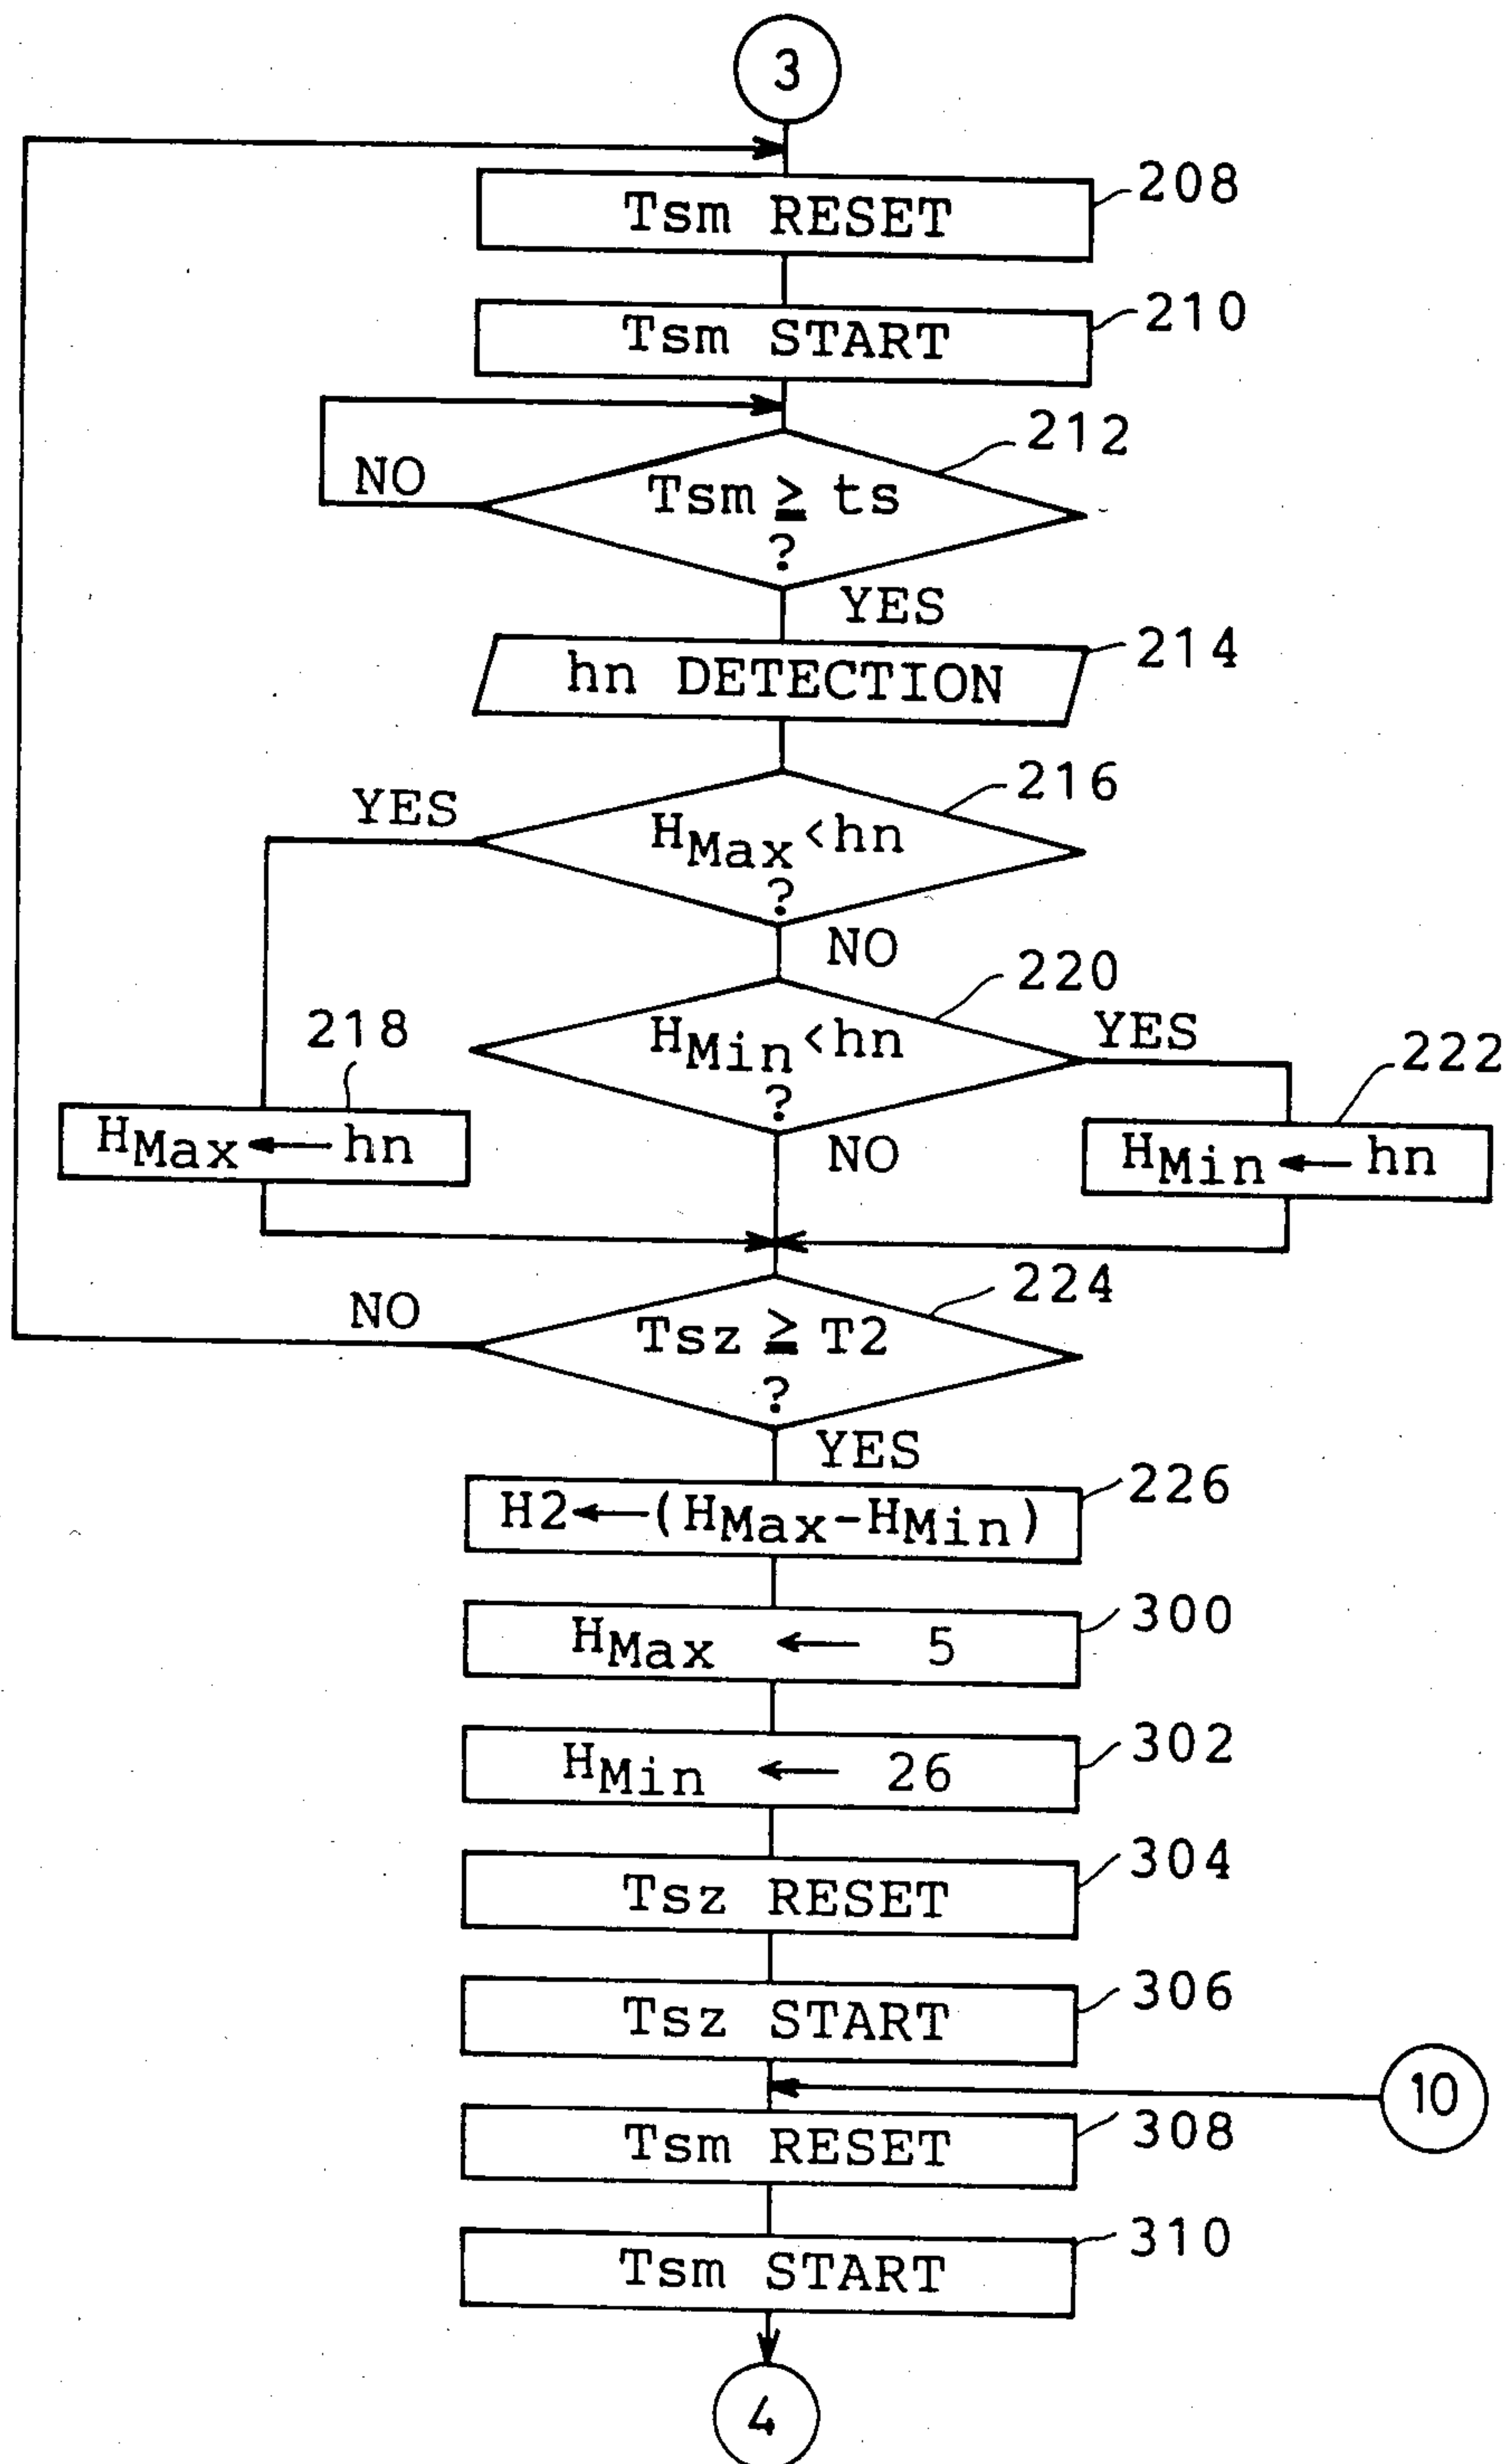 3
Tsm RESET
208
Tsm START
210
212
NO
Tsm ≧ ts
?
YES
hn DETECTION
214
216
YES
HMax<hn
?
NO
220
HMin<hn
?
YES
218
222
HMax ← hn
NO
HMin ← hn
224
NO
Tsz ≧ T2
?
YES
226
H2←(HMax-HMin)
300
HMax ← 5
302
HMin ← 26
304
Tsz RESET
306
Tsz START
10
308
Tsm RESET
310
Tsm START
4